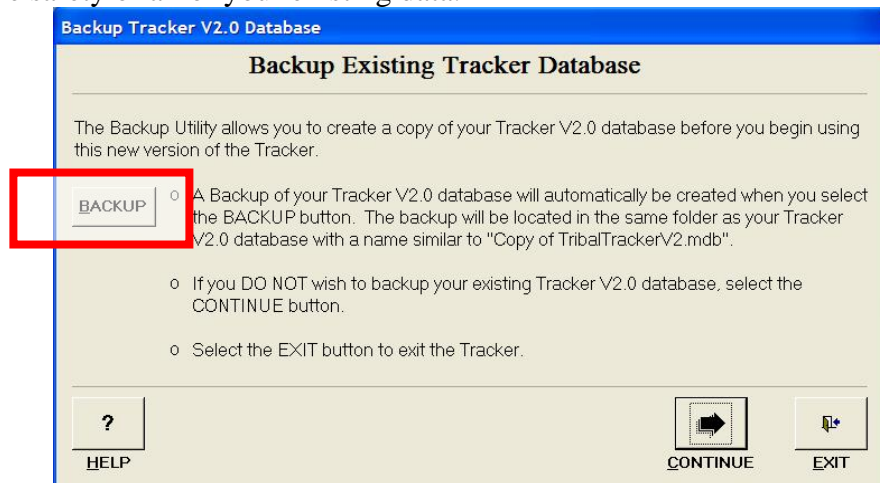 Backup Tracker V2.0 Database
Backup Existing Tracker Database
The Backup Utility allows you to create a copy of your Tracker V2.0 database before you begin using
this new version of the Tracker.
BACKUP
o A Backup of your Tracker V2.0 database will automatically be created when you select
the BACKUP button. The backup will be located in the same folder as your Tracker
V2.0 database with a name similar to "Copy of TribalTrackerV2.mdb".
o If you DO NOT wish to backup your existing Tracker V2.0 database, select the
CONTINUE button.
o Select the EXIT button to exit the Tracker.
?
HELP
CONTINUE
EXIT